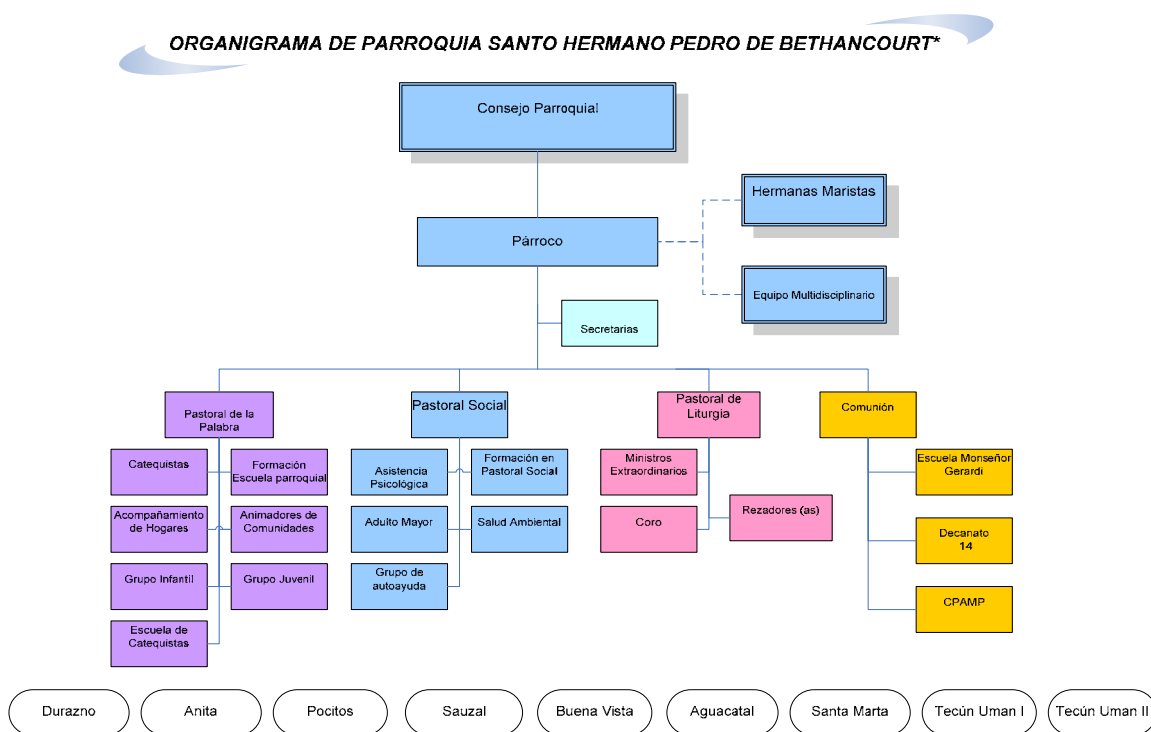 ORGANIGRAMA DE PARROQUIA SANTO HERMANO PEDRO DE BETHANCOURT*
Consejo Parroquial
Hermanas Maristas
Párroco
Equipo Multidisciplinario
Secretarias
Pastoral de la
Palabra
Pastoral Social
Pastoral de
Liturgia
Comunión
Catequistas
Formación
Escuela parroquial
Asistencia
Psicológica
Formación en
Pastoral Social
Ministros
Extraordinarios
Escuela Monseñor
Gerardi
Acompañamiento
de Hogares
Animadores de
Comunidades
Adulto Mayor
Salud Ambiental
Coro
Rezadores (as)
Decanato
14
Grupo Infantil
Grupo Juvenil
Grupo de
autoayuda
CPAMP
Escuela de
Catequistas
Durazno
Anita
Pocitos
Sauzal
Buena Vista
Aguacatal
Santa Marta
Tecún Uman I
Tecún Uman II